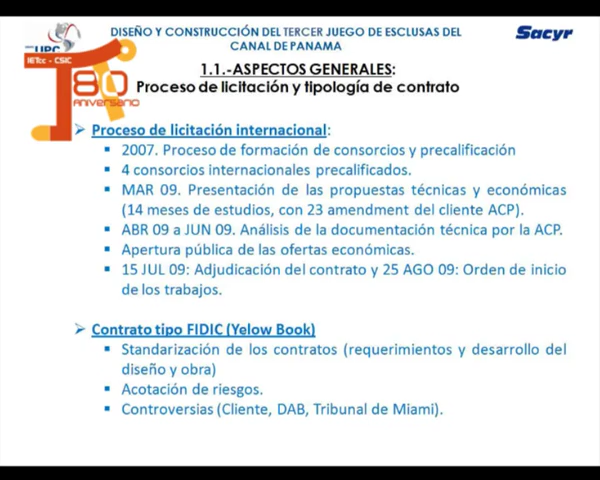 DISEÑO Y CONSTRUCCIÓN DEL TERCER JUEGO DE ESCLUSAS DEL
CANAL DE PANAMA
Sacyr
IETcc - CSIC
80
ANIVERSARIO
1.1.-ASPECTOS GENERALES:
Proceso de licitación y tipología de contrato
Proceso de licitación internacional:
2007. Proceso de formación de consorcios y precalificación
4 consorcios internacionales precalificados.
MAR 09. Presentación de las propuestas técnicas y económicas
(14 meses de estudios, con 23 amendment del cliente ACP).
ABR 09 a JUN 09. Análisis de la documentación técnica por la ACP.
Apertura pública de las ofertas económicas.
15 JUL 09: Adjudicación del contrato y 25 AGO 09: Orden de inicio
de los trabajos.
Contrato tipo FIDIC (Yelow Book)
Standarización de los contratos (requerimientos y desarrollo del
diseño y obra)
Acotación de riesgos.
Controversias (Cliente, DAB, Tribunal de Miami).